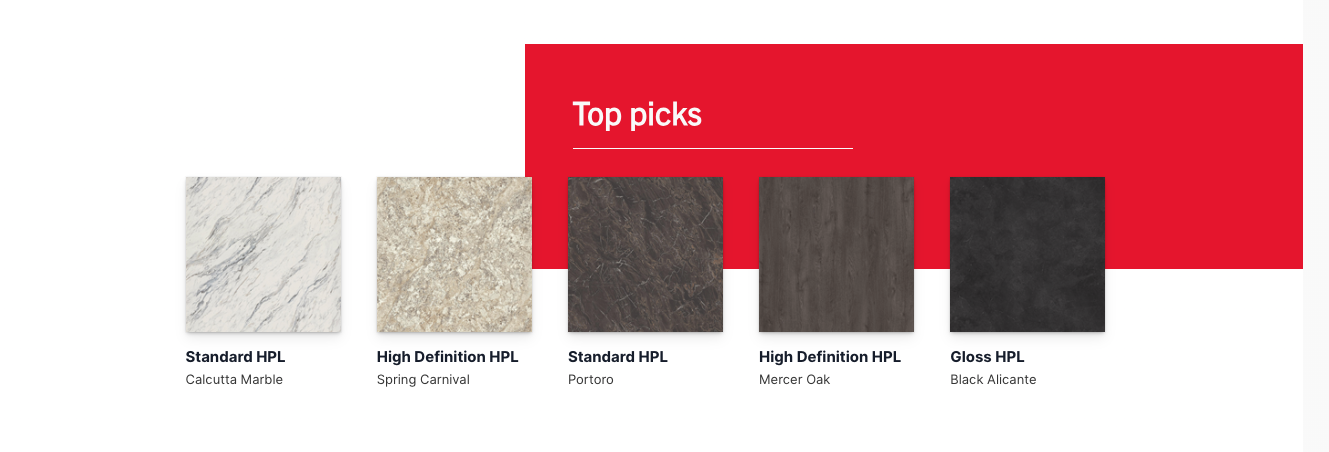 Top picks
Standard HPL
Calcutta Marble
High Definition HPL
Spring Carnival
Standard HPL
Portoro
High Definition HPL
Mercer Oak
Gloss HPL
Black Alicante